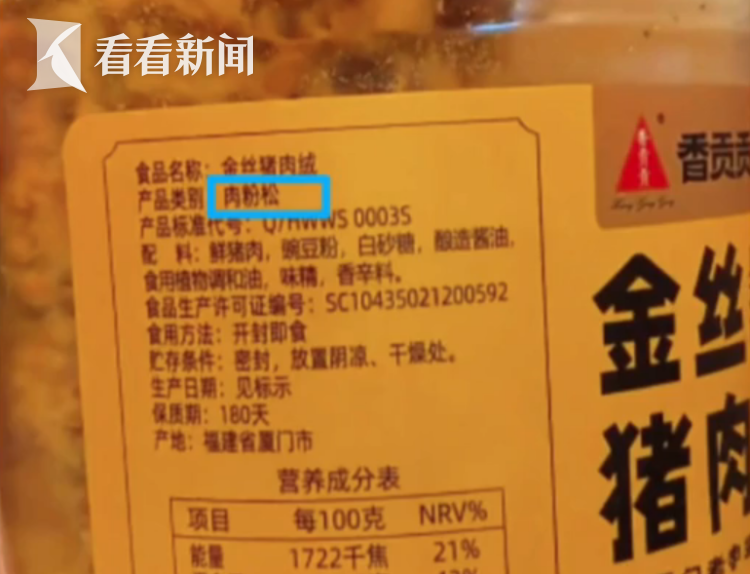 看看新闻
香贡贡
食品名称：金丝猪肉绒
产品类别：肉粉松
产品标准代号：Q/HWWS 0003S
配 料：鲜猪肉，豌豆粉，白砂糖，酿造酱油，
食用植物调和油，味精，香辛料。
食品生产许可证编号：SC10435021200592
食用方法：开封即食
贮存条件：密封，放置阴凉、干燥处。
生产日期：见标示
保质期：180天
产地：福建省厦门市
营养成分表
项目 每100克 NRV%
能量 1722千焦 21%
金丝
猪肉